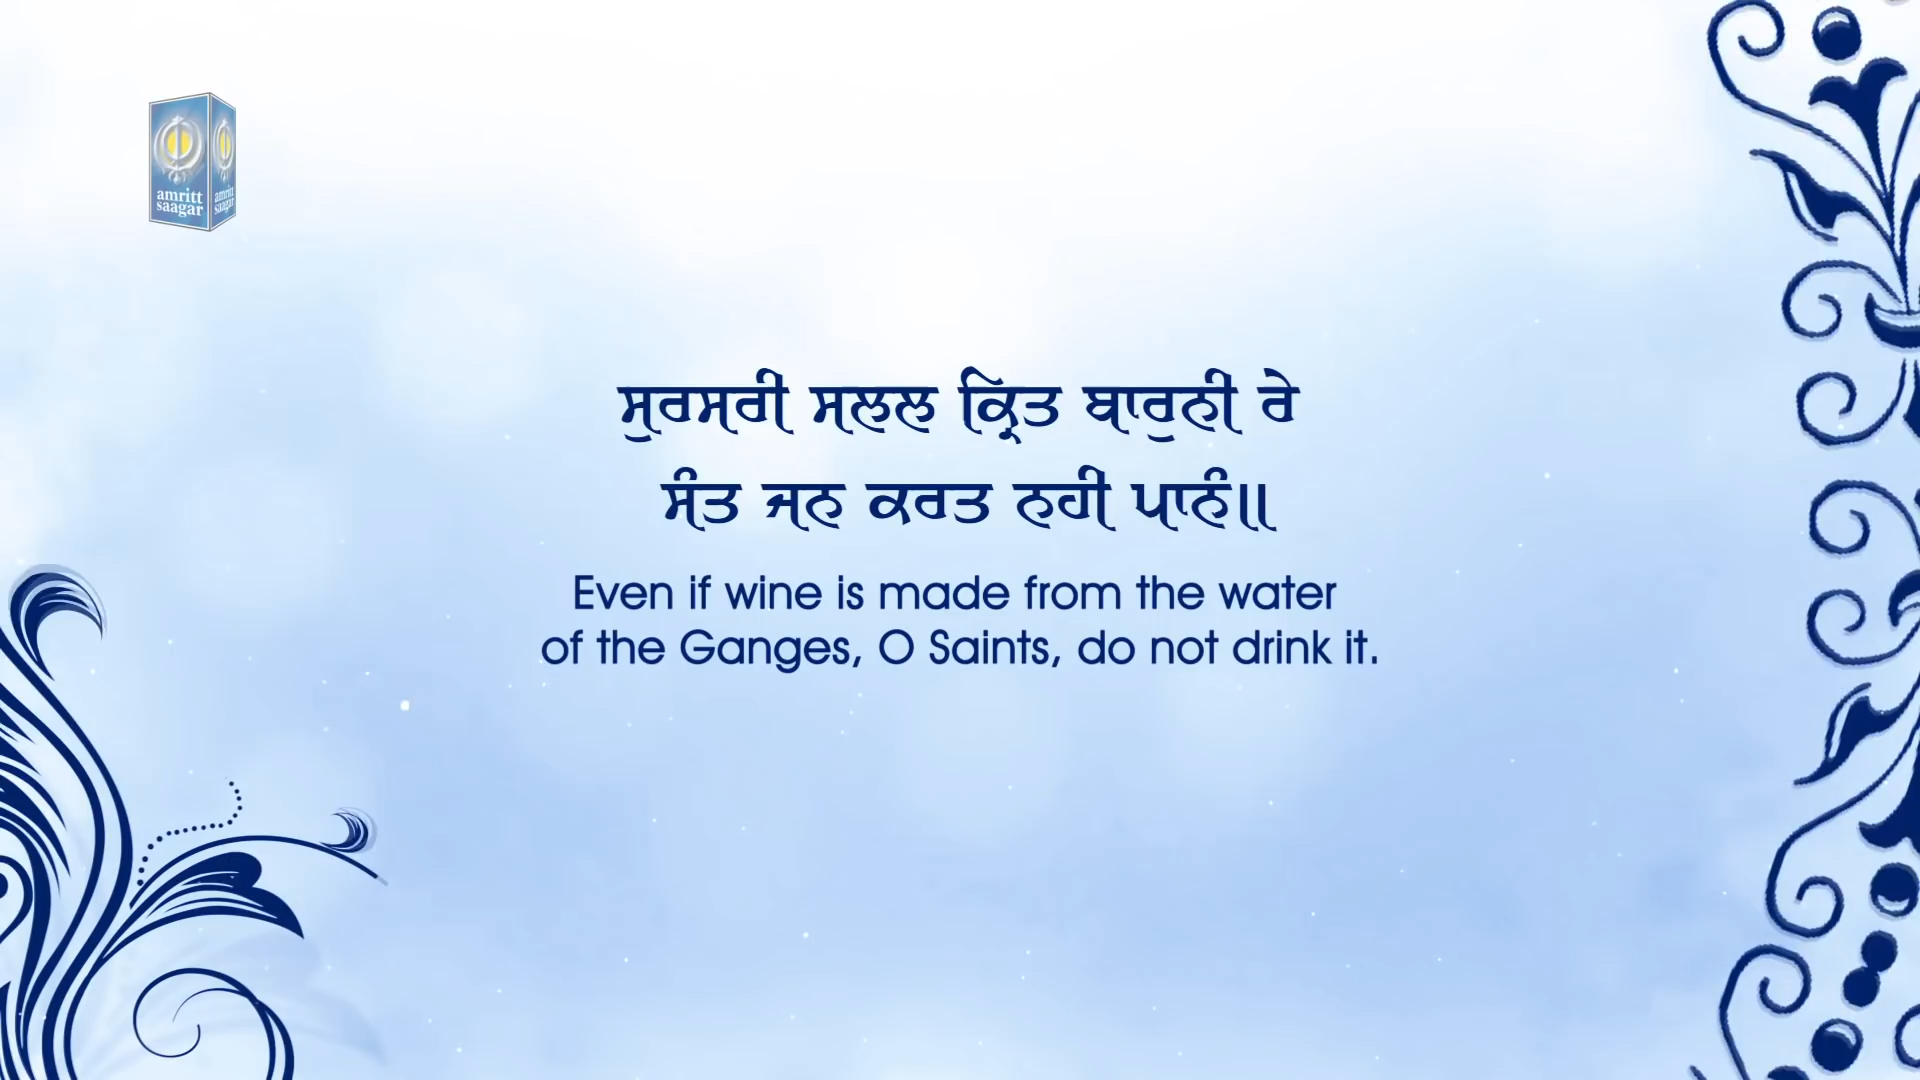 amritt
saagar
amritt
saagar
ਸੁਰਸਰੀ ਸਲਲ ਕ੍ਰਿਤ ਬਾਰੁਨੀ ਰੇ
ਸੰਤ ਜਨ ਕਰਤ ਨਹੀ ਪਾਨੰ॥
Even if wine is made from the water
of the Ganges, O Saints, do not drink it.